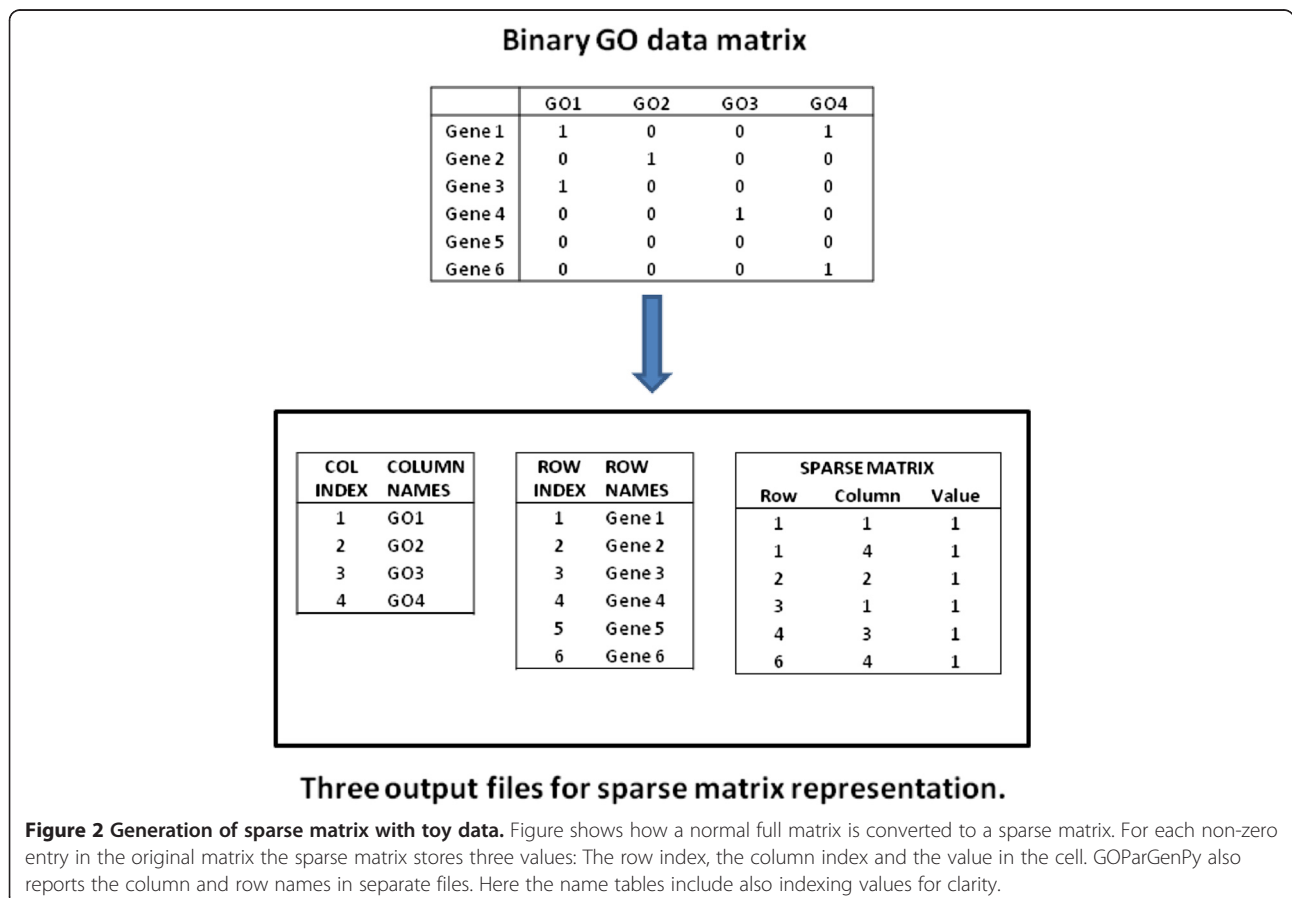 Binary GO data matrix
GO1 GO2 GO3 GO4
Gene 1 1 0 0 1
Gene 2 0 1 0 0
Gene 3 1 0 0 0
Gene 4 0 0 1 0
Gene 5 0 0 0 0
Gene 6 0 0 0 1
COL COLUMN
INDEX NAMES
1 GO1
2 GO2
3 GO3
4 GO4
ROW ROW
INDEX NAMES
1 Gene 1
2 Gene 2
3 Gene 3
4 Gene 4
5 Gene 5
6 Gene 6
SPARSE MATRIX
Row Column Value
1 1 1
1 4 1
2 2 1
3 1 1
4 3 1
6 4 1
Three output files for sparse matrix representation.
Figure 2 Generation of sparse matrix with toy data. Figure shows how a normal full matrix is converted to a sparse matrix. For each non-zero
entry in the original matrix the sparse matrix stores three values: The row index, the column index and the value in the cell. GOParGenPy also
reports the column and row names in separate files. Here the name tables include also indexing values for clarity.